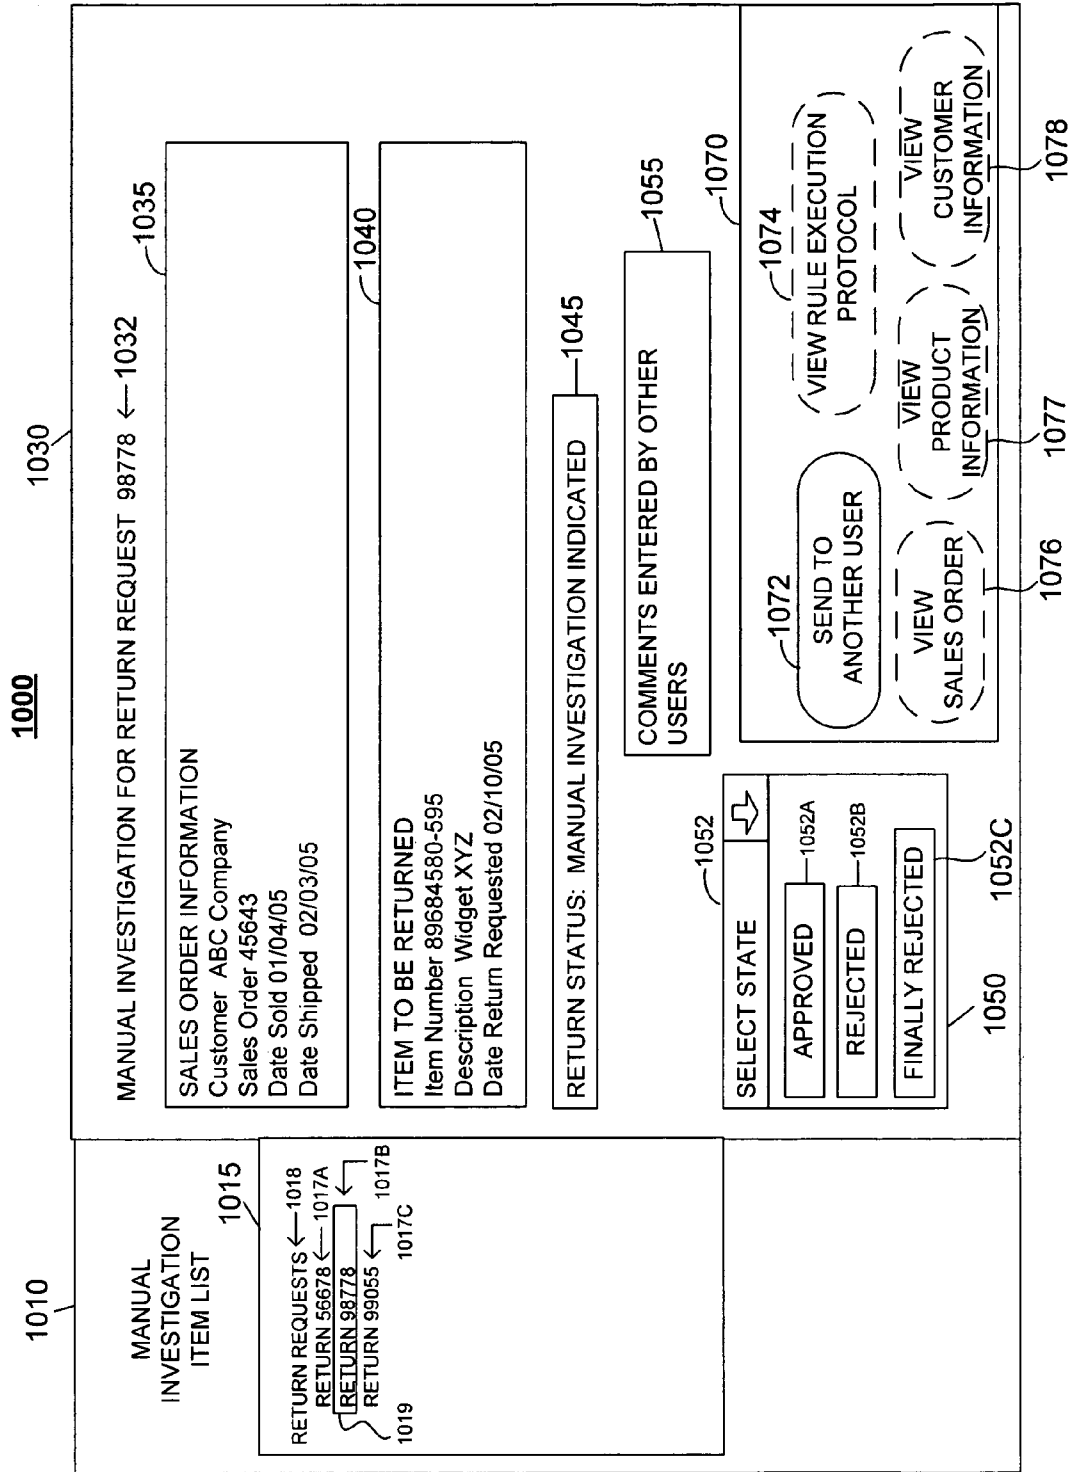 1000
1010
1030
MANUAL
INVESTIGATION
ITEM LIST
1015
RETURN REQUESTS
1018
RETURN 56678
1017A
RETURN 98778
1017B
RETURN 99055
1017C
1019
MANUAL INVESTIGATION FOR RETURN REQUEST 98778
1032
1035
SALES ORDER INFORMATION
Customer ABC Company
Sales Order 45643
Date Sold 01/04/05
Date Shipped 02/03/05
1040
ITEM TO BE RETURNED
Item Number 89684580-595
Description Widget XYZ
Date Return Requested 02/10/05
RETURN STATUS: MANUAL INVESTIGATION INDICATED
1045
COMMENTS ENTERED BY OTHER
USERS
1055
1052
SELECT STATE
APPROVED
1052A
REJECTED
1052B
FINALLY REJECTED
1052C
1050
1070
1072
SEND TO
ANOTHER USER
1074
VIEW RULE EXECUTION
PROTOCOL
VIEW
SALES ORDER
1076
VIEW
PRODUCT
INFORMATION
1077
VIEW
CUSTOMER
INFORMATION
1078